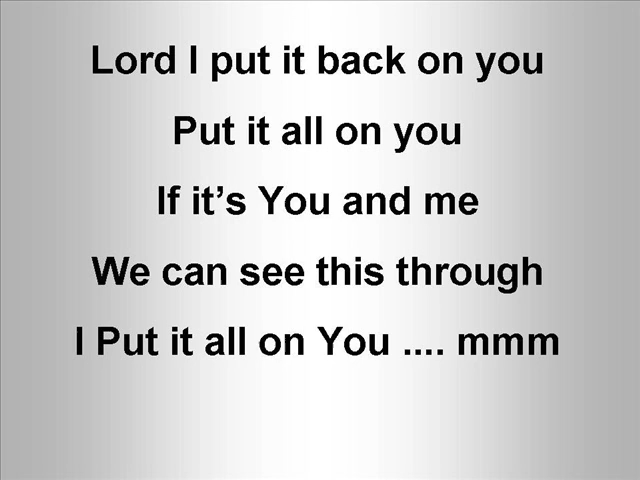 Lord I put it back on you
Put it all on you
If it’s You and me
We can see this through
I Put it all on You .... mmm